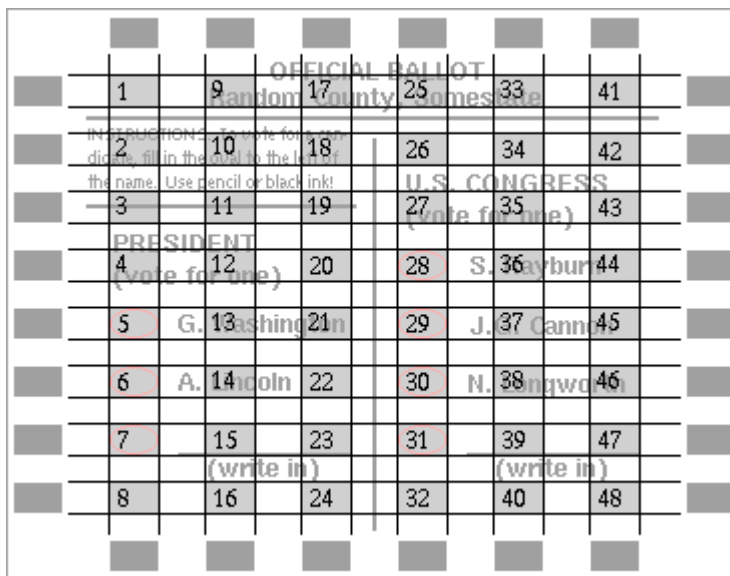 OFFICIAL BALLOT
1 9 17 25 33 41
Random County, Somestate
INSTRUCTIONS: To vote for a can-
2 10 18 26 34 42
didate, fill in the oval to the left of
the name. Use pencil or black ink!
U.S. CONGRESS
3 11 19 27 35 43
(vote for one)
PRESIDENT
4 12 20 28 36 44
(vote for one)
S. Rayburn
5 13 21 29 37 45
G. Washington
J.G. Cannon
6 14 22 30 38 46
A. Lincoln
N. Longworth
7 15 23 31 39 47
(write in)
(write in)
8 16 24 32 40 48